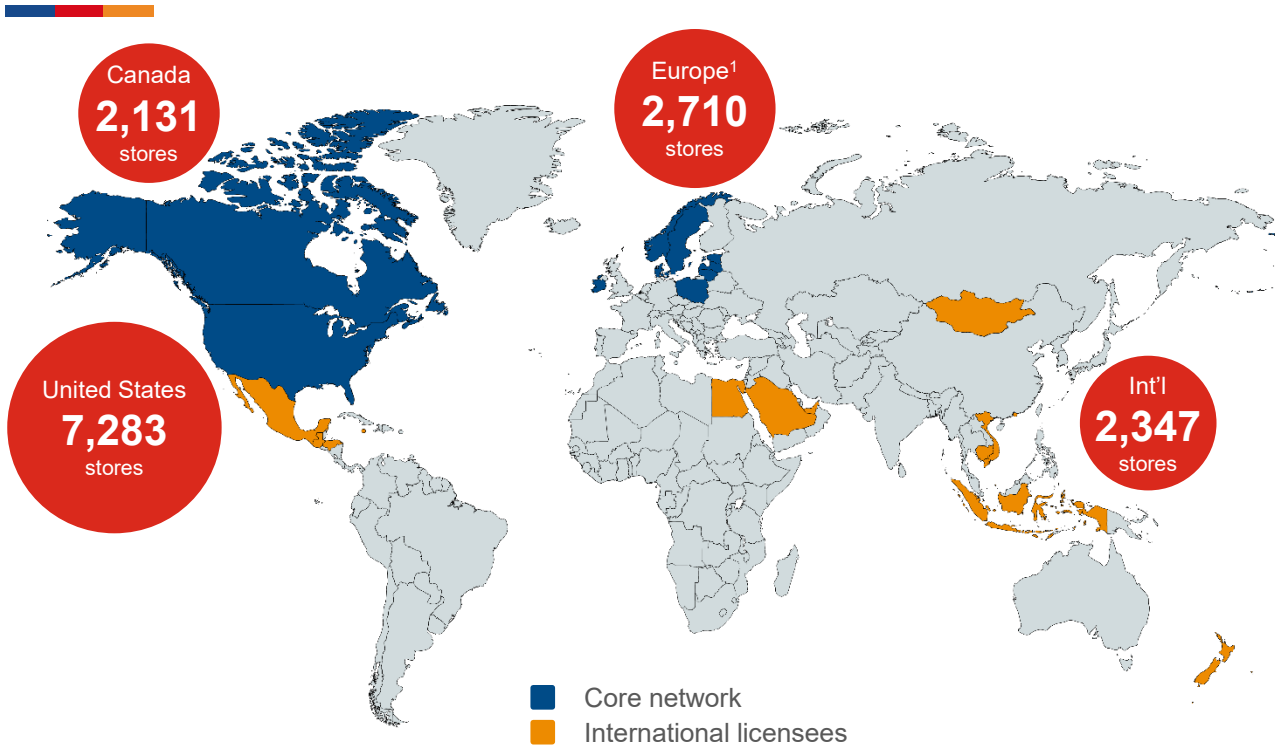 Canada
2,131
stores
Europe¹
2,710
stores
United States
7,283
stores
Int'l
2,347
stores
Core network
International licensees